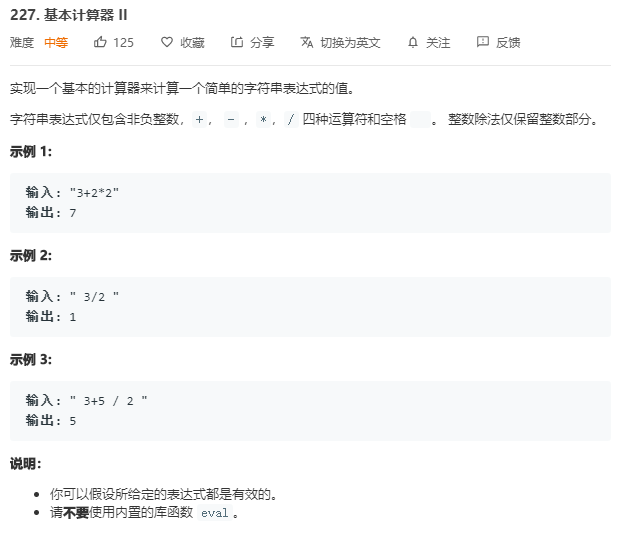 227. 基本计算器 II
难度 中等 125 收藏 分享 切换为英文 关注 反馈
实现一个基本的计算器来计算一个简单的字符串表达式的值。
字符串表达式仅包含非负整数，+， - ，*，/ 四种运算符和空格 。 整数除法仅保留整数部分。
示例 1:
输入: "3+2*2"
输出: 7
示例 2:
输入: " 3/2 "
输出: 1
示例 3:
输入: " 3+5 / 2 "
输出: 5
说明：
你可以假设所给定的表达式都是有效的。
请不要使用内置的库函数 eval。